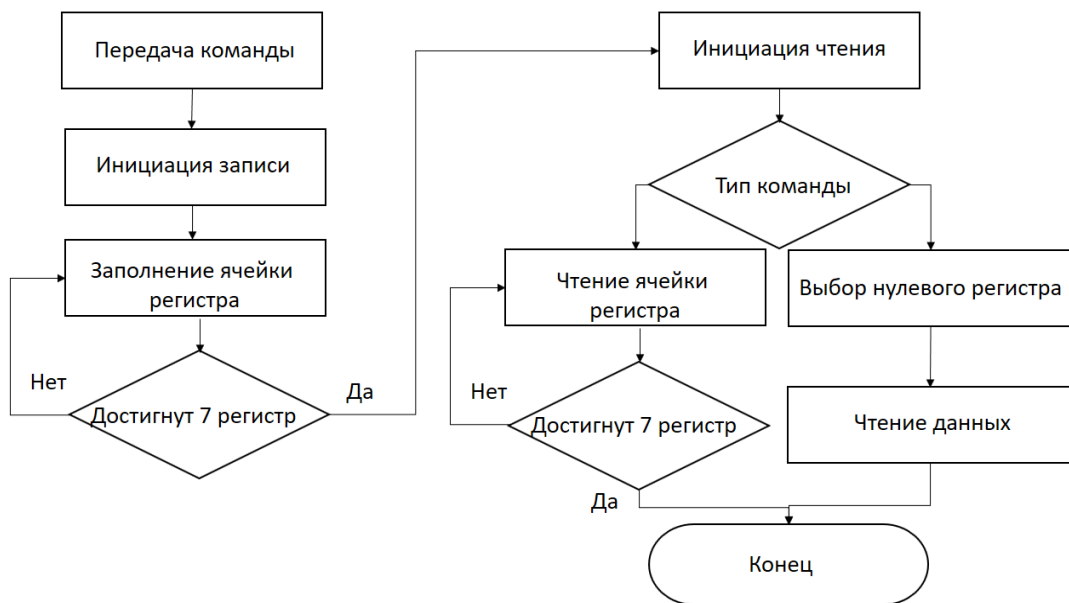 Передача команды
Инициация записи
Заполнение ячейки
регистра
Нет
Достигнут 7 регистр
Да
Инициация чтения
Тип команды
Чтение ячейки
регистра
Выбор нулевого регистра
Нет
Достигнут 7 регистр
Чтение данных
Да
Конец